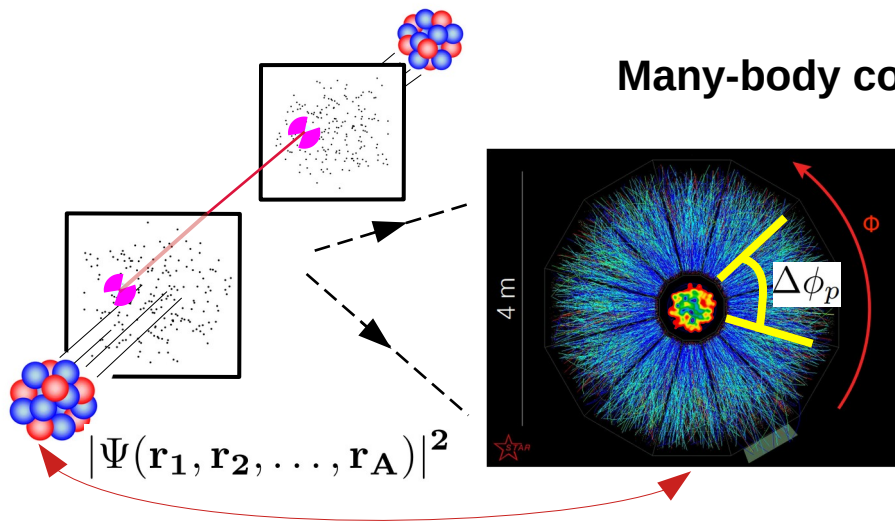 Many-body co
4 m
Φ
Δϕ_p
STAR
|Ψ(r₁, r₂, . . . , r_A)|²